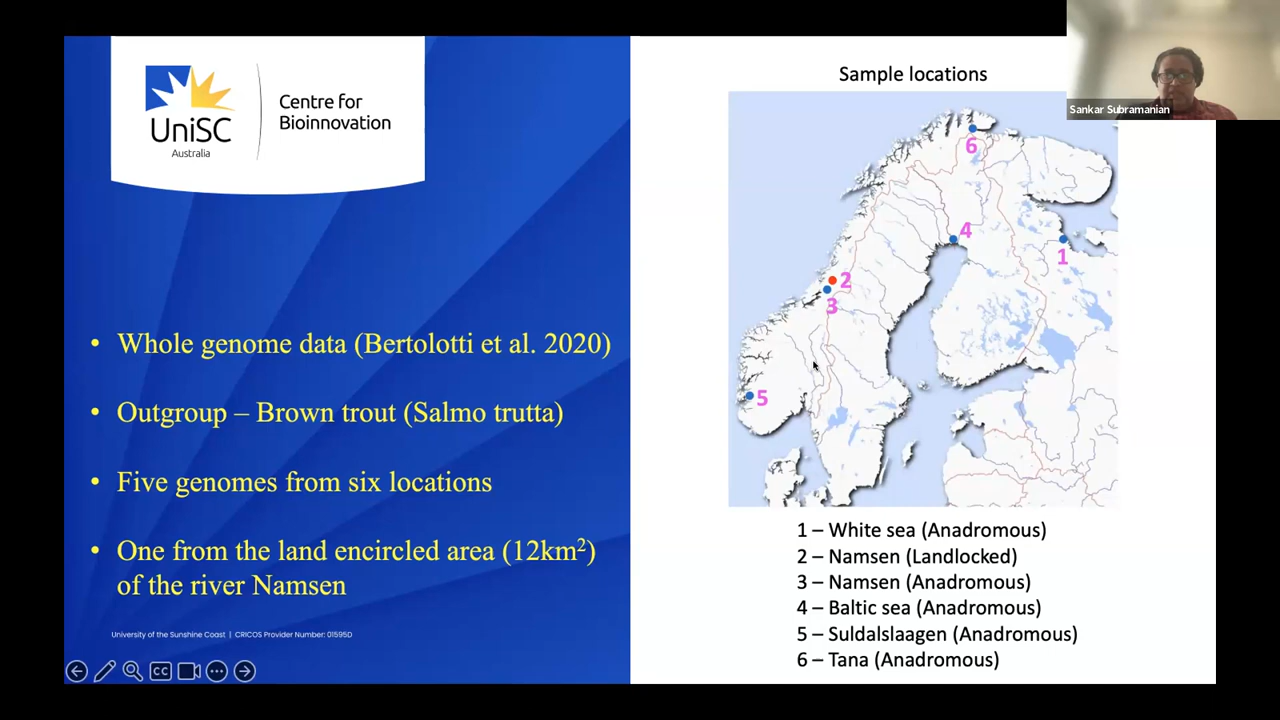 UniSC
Australia
Centre for
Bioinnovation
• Whole genome data (Bertolotti et al. 2020)
• Outgroup – Brown trout (Salmo trutta)
• Five genomes from six locations
• One from the land encircled area (12km²)
of the river Namsen
University of the Sunshine Coast | CRICOS Provider Number: 01595D
CC
Sample locations
6
4
1
2
3
5
1 – White sea (Anadromous)
2 – Namsen (Landlocked)
3 – Namsen (Anadromous)
4 – Baltic sea (Anadromous)
5 – Suldalslaagen (Anadromous)
6 – Tana (Anadromous)
Sankar Subramanian